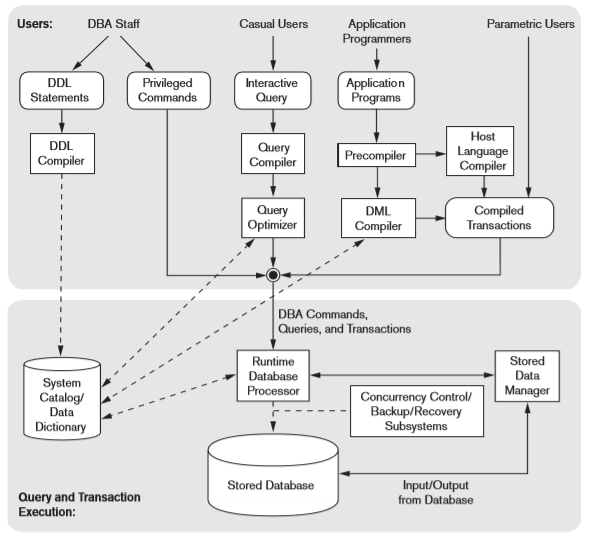 Users:
DBA Staff
Casual Users
Application
Programmers
Parametric Users
DDL
Statements
Privileged
Commands
Interactive
Query
Application
Programs
DDL
Compiler
Query
Compiler
Precompiler
Host
Language
Compiler
Query
Optimizer
DML
Compiler
Compiled
Transactions
DBA Commands,
Queries, and Transactions
System
Catalog/
Data
Dictionary
Runtime
Database
Processor
Stored
Data
Manager
Concurrency Control/
Backup/Recovery
Subsystems
Stored Database
Input/Output
from Database
Query and Transaction
Execution: